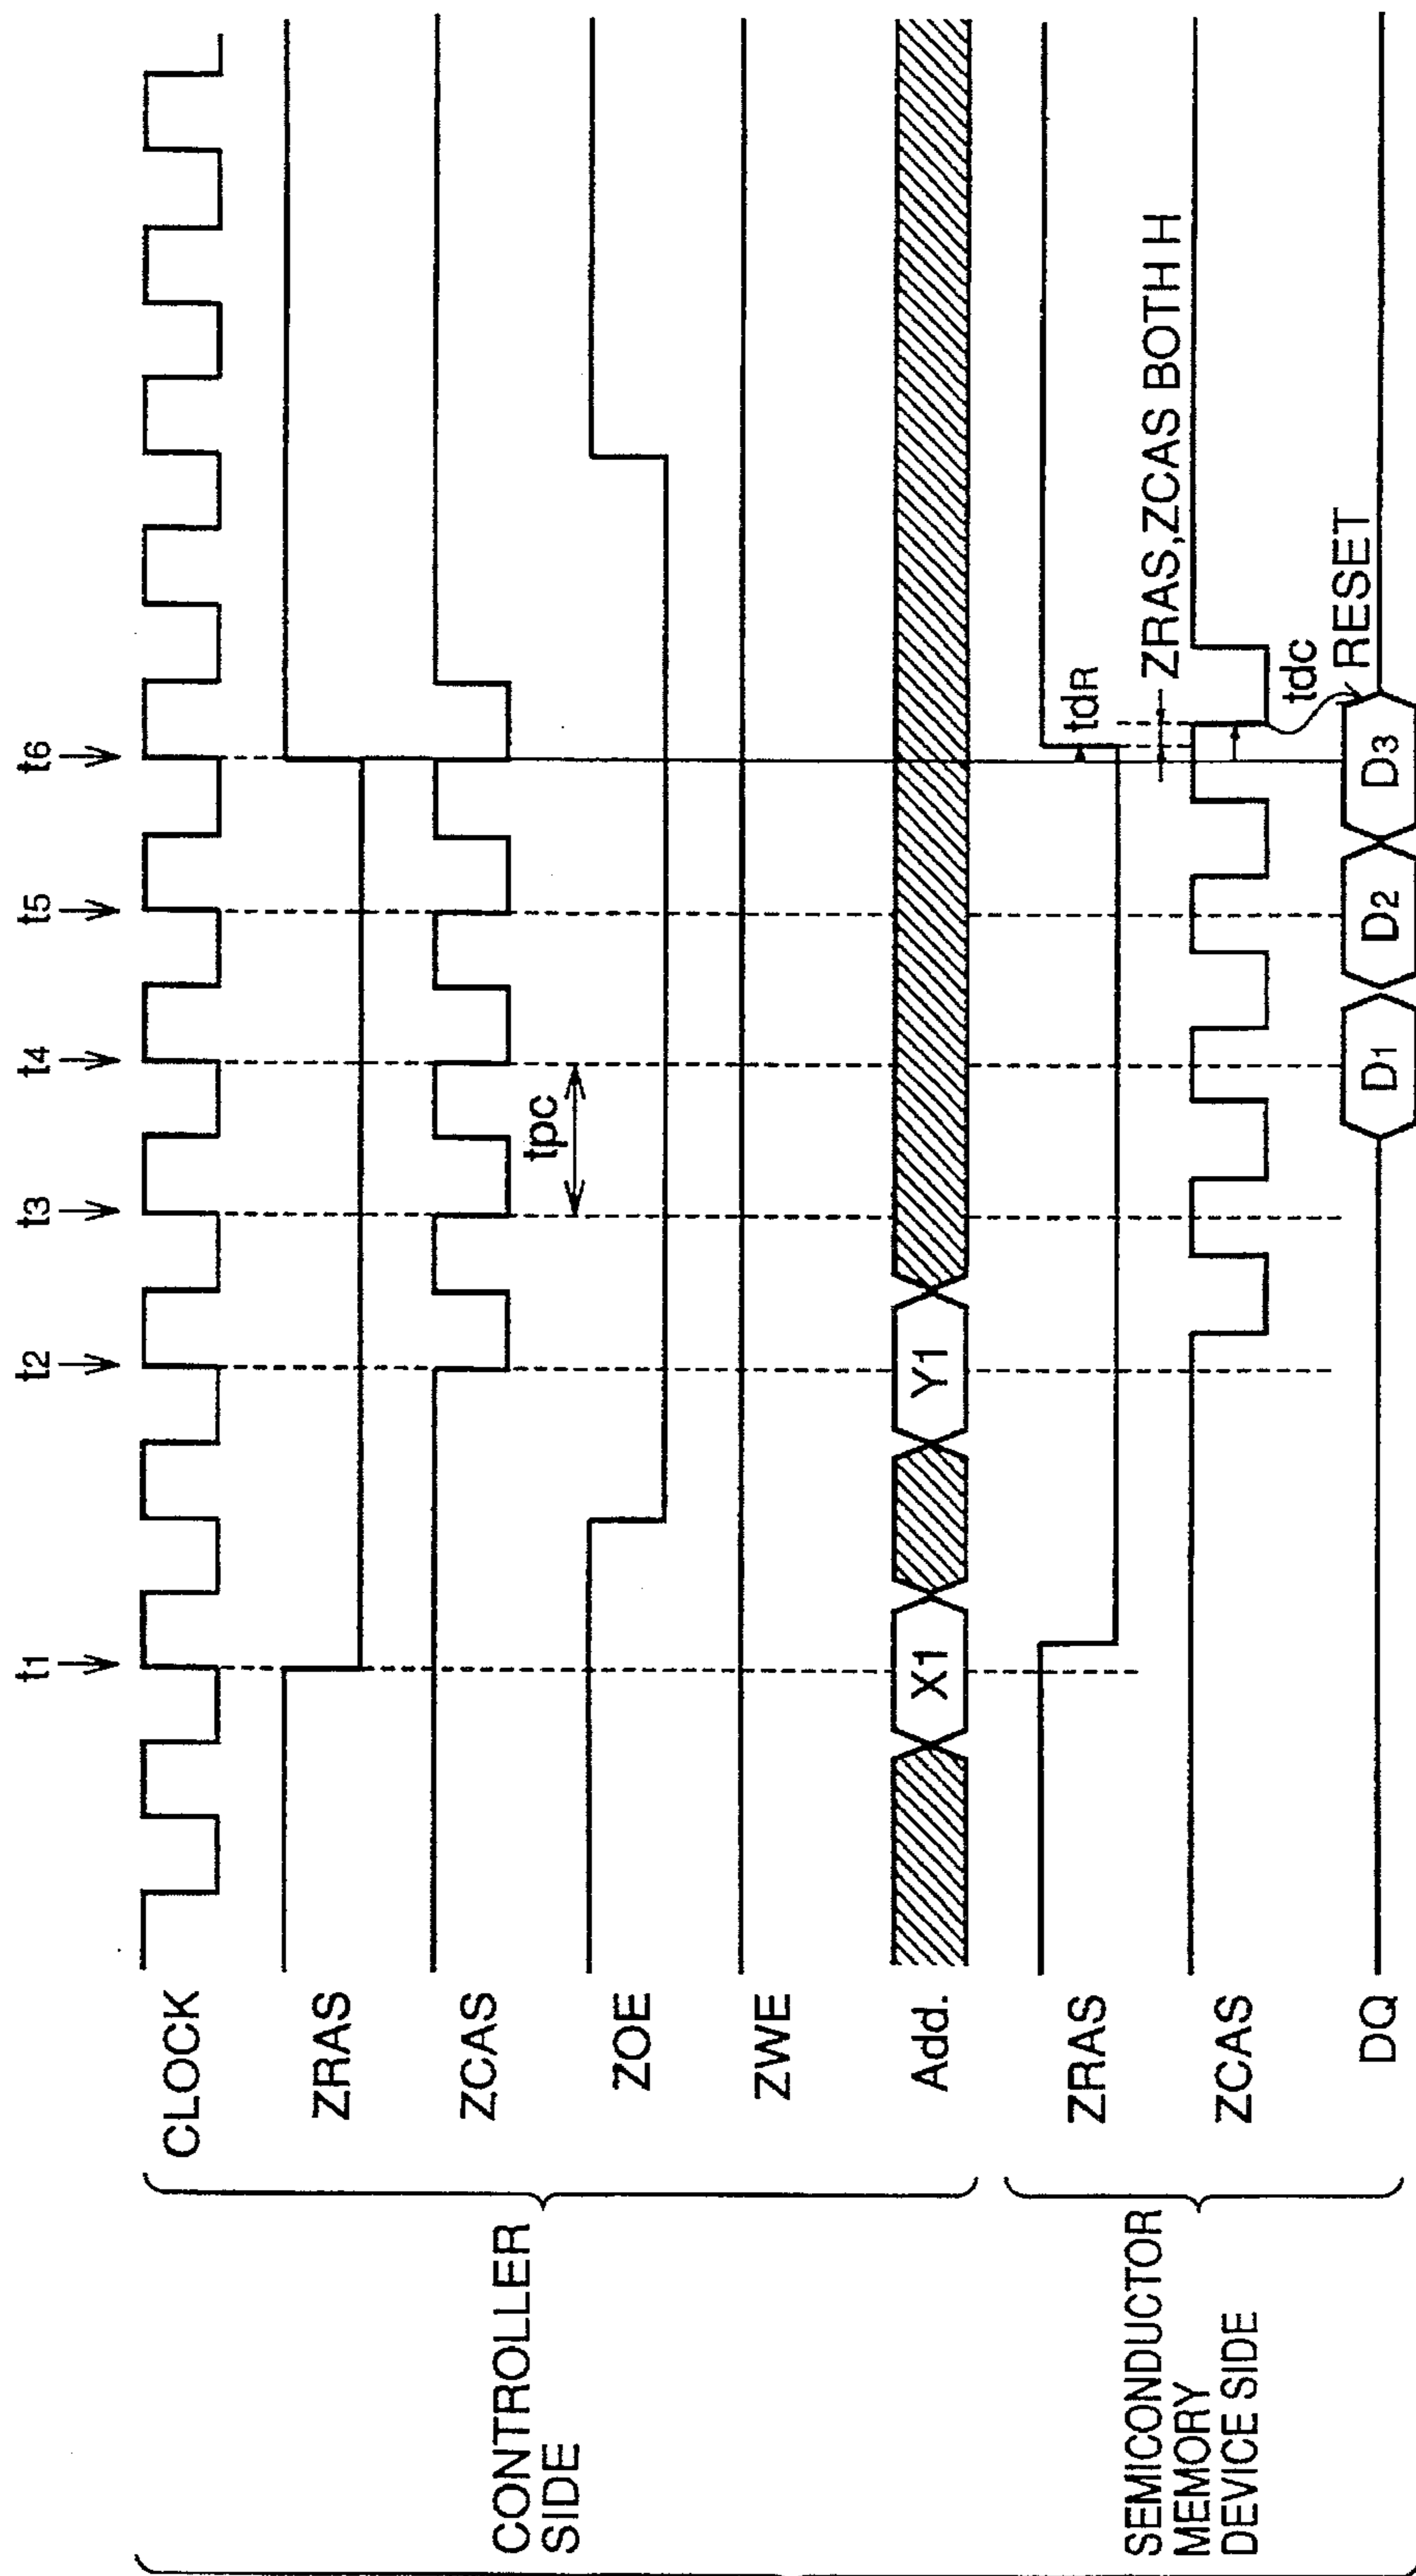 t1
t2
t3
t4
t5
t6
CONTROLLER
SIDE
CLOCK
ZRAS
ZCAS
tpc
ZOE
ZWE
Add.
X1
Y1
SEMICONDUCTOR
MEMORY
DEVICE SIDE
ZRAS
tdR
ZRAS,ZCAS BOTH H
ZCAS
tdc
RESET
DQ
D1
D2
D3